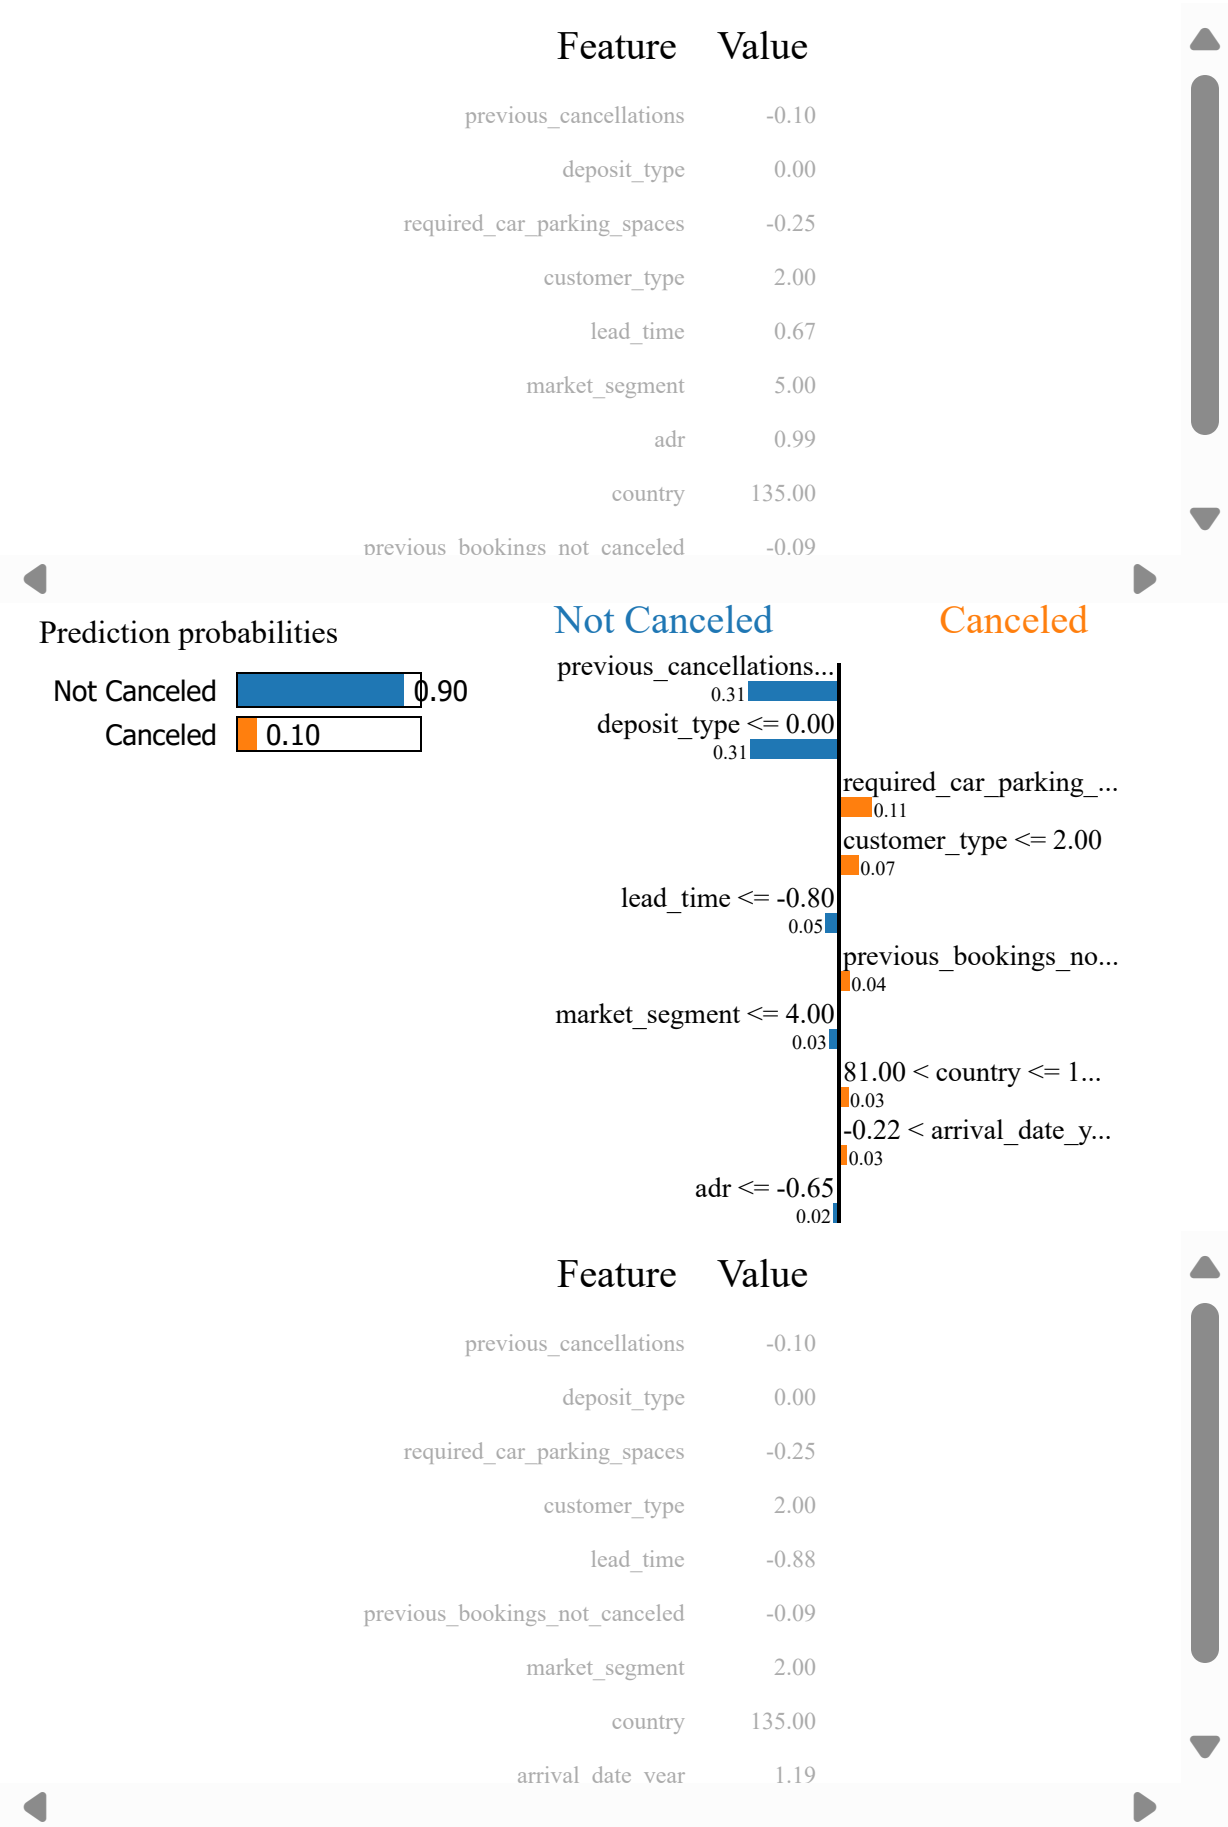 Feature Value
previous_cancellations -0.10
deposit_type 0.00
required_car_parking_spaces -0.25
customer_type 2.00
lead_time 0.67
market_segment 5.00
adr 0.99
country 135.00
previous_bookings_not_canceled -0.09
Prediction probabilities
Not Canceled 0.90
Canceled 0.10
Not Canceled Canceled
previous_cancellations...
0.31
deposit_type <= 0.00
0.31
required_car_parking_...
0.11
customer_type <= 2.00
0.07
lead_time <= -0.80
0.05
previous_bookings_no...
0.04
market_segment <= 4.00
0.03
81.00 < country <= 1...
0.03
-0.22 < arrival_date_y...
0.03
adr <= -0.65
0.02
Feature Value
previous_cancellations -0.10
deposit_type 0.00
required_car_parking_spaces -0.25
customer_type 2.00
lead_time -0.88
previous_bookings_not_canceled -0.09
market_segment 2.00
country 135.00
arrival_date_year 1.19